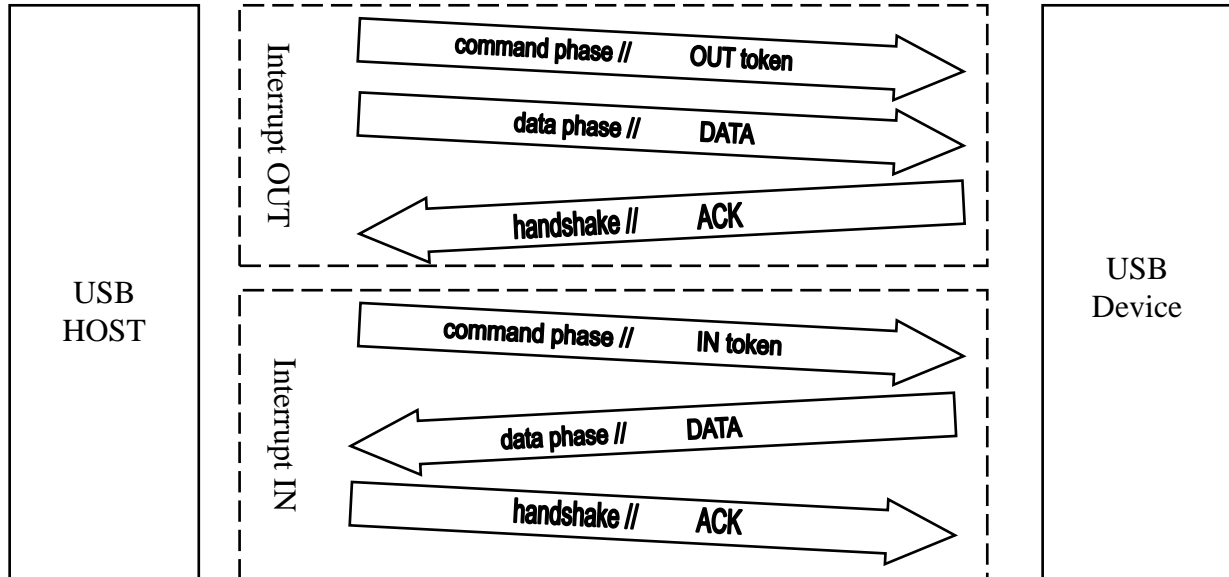 USB
HOST
Interrupt OUT
command phase // OUT token
data phase // DATA
handshake // ACK
Interrupt IN
command phase // IN token
data phase // DATA
handshake // ACK
USB
Device